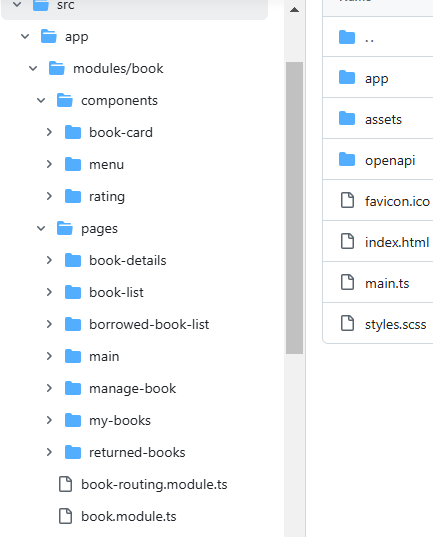 src
app
modules/book
components
book-card
menu
rating
pages
book-details
book-list
borrowed-book-list
main
manage-book
my-books
returned-books
book-routing.module.ts
book.module.ts
..
app
assets
openapi
favicon.ico
index.html
main.ts
styles.scss